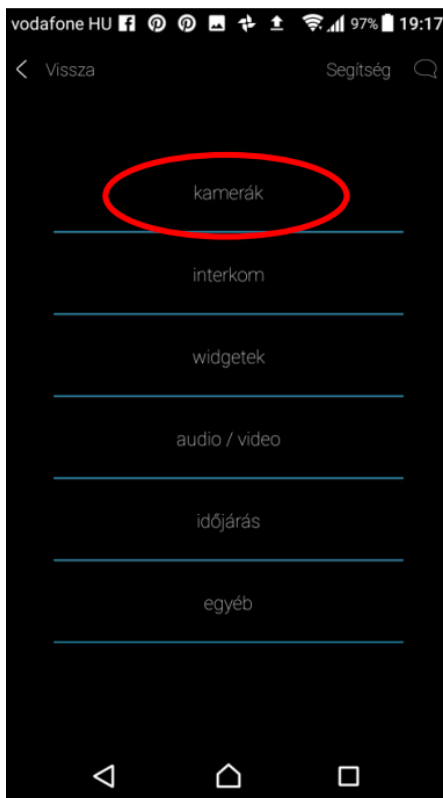 vodafone HU 97% 19:17
Vissza Segítség
kamerák
interkom
widgetek
audio / video
időjárás
egyéb